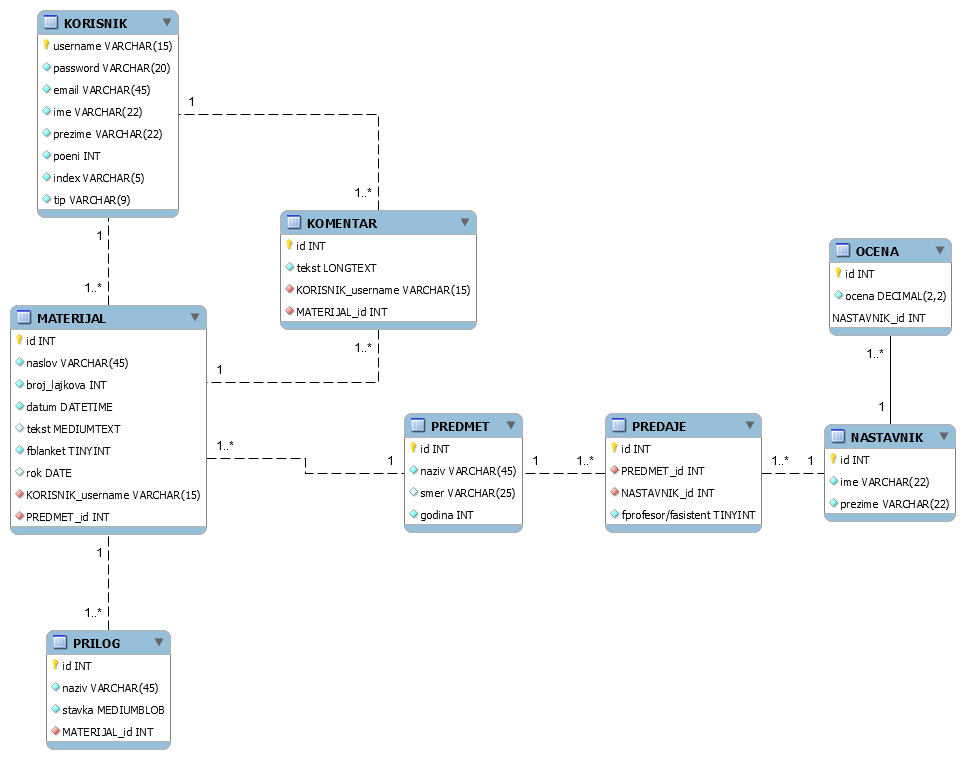 KORISNIK
username VARCHAR(15)
password VARCHAR(20)
email VARCHAR(45)
ime VARCHAR(22)
prezime VARCHAR(22)
poeni INT
index VARCHAR(5)
tip VARCHAR(9)
1
1..*
1
1..*
KOMENTAR
id INT
tekst LONGTEXT
KORISNIK_username VARCHAR(15)
MATERIJAL_id INT
1..*
1
MATERIJAL
id INT
naslov VARCHAR(45)
broj_lajkova INT
datum DATETIME
tekst MEDIUMTEXT
fblanket TINYINT
rok DATE
KORISNIK_username VARCHAR(15)
PREDMET_id INT
1..*
1
PREDMET
id INT
naziv VARCHAR(45)
smer VARCHAR(25)
godina INT
1
1..*
PREDAJE
id INT
PREDMET_id INT
NASTAVNIK_id INT
fprofesor/fasistent TINYINT
1..*
1
OCENA
id INT
ocena DECIMAL(2,2)
NASTAVNIK_id INT
1..*
1
NASTAVNIK
id INT
ime VARCHAR(22)
prezime VARCHAR(22)
1
1..*
PRILOG
id INT
naziv VARCHAR(45)
stavka MEDIUMBLOB
MATERIJAL_id INT